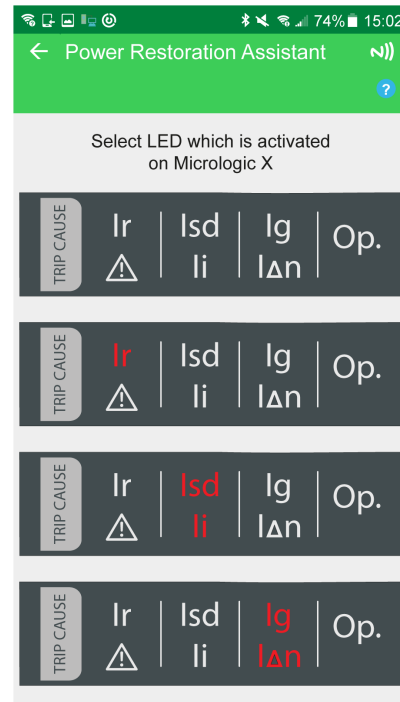 74% 15:02
Power Restoration Assistant
?
Select LED which is activated
on Micrologic X
TRIP CAUSE
Ir Isd Ig Op.
Ii IΔn
TRIP CAUSE
Ir Isd Ig Op.
Ii IΔn
TRIP CAUSE
Ir Isd Ig Op.
Ii IΔn
TRIP CAUSE
Ir Isd Ig Op.
Ii IΔn